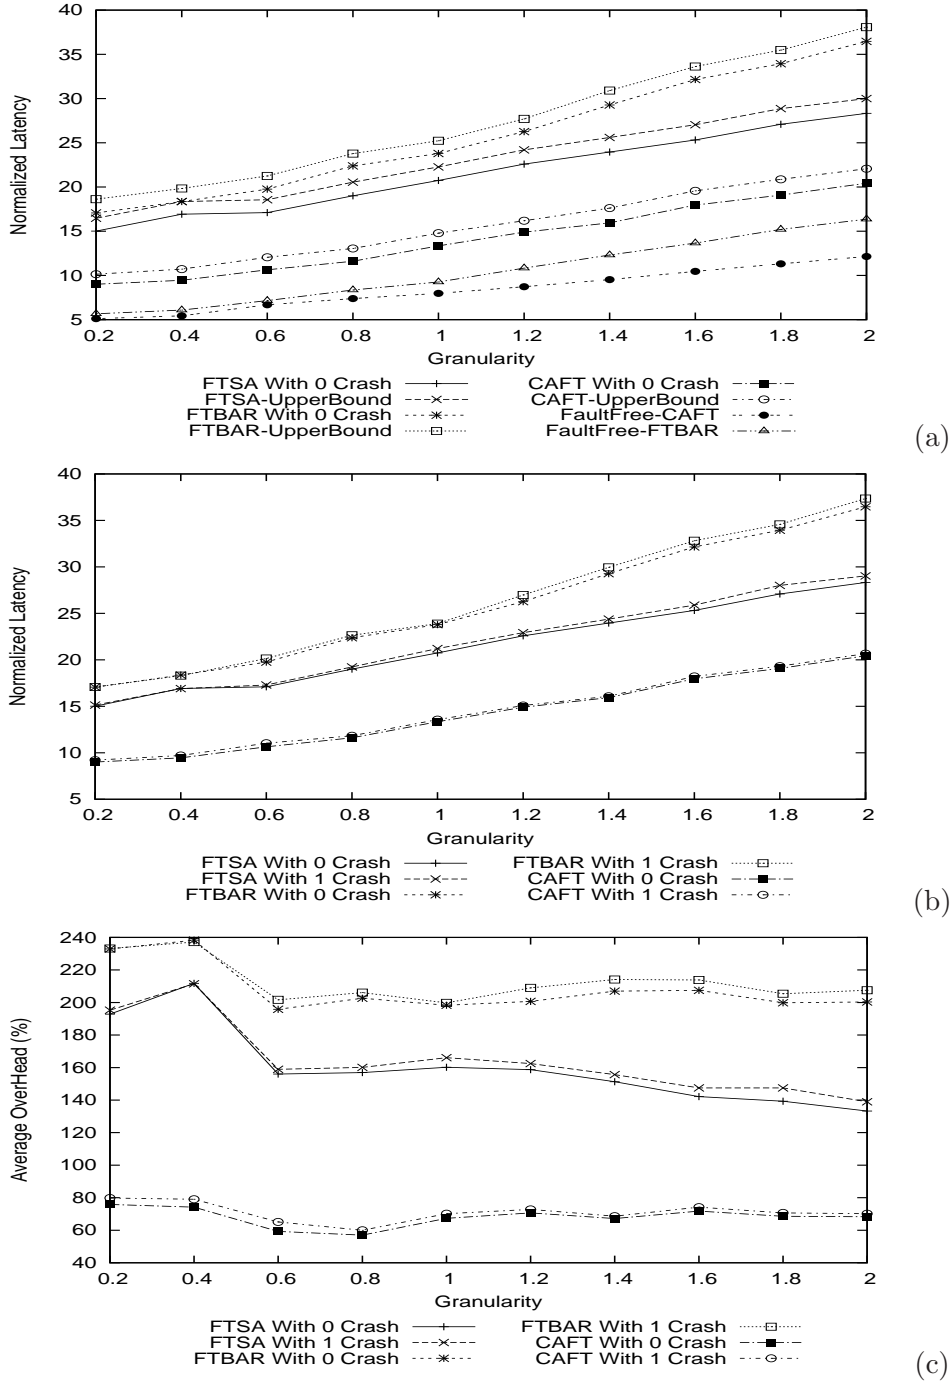 40
35
30
25
20
15
10
5
Normalized Latency
0.2 0.4 0.6 0.8 1 1.2 1.4 1.6 1.8 2
Granularity
FTSA With 0 Crash CAFT With 0 Crash
FTSA-UpperBound CAFT-UpperBound
FTBAR With 0 Crash FaultFree-CAFT
FTBAR-UpperBound FaultFree-FTBAR
(a)
40
35
30
25
20
15
10
5
Normalized Latency
0.2 0.4 0.6 0.8 1 1.2 1.4 1.6 1.8 2
Granularity
FTSA With 0 Crash FTBAR With 1 Crash
FTSA With 1 Crash CAFT With 0 Crash
FTBAR With 0 Crash CAFT With 1 Crash
(b)
240
220
200
180
160
140
120
100
80
60
40
Average OverHead (%)
0.2 0.4 0.6 0.8 1 1.2 1.4 1.6 1.8 2
Granularity
FTSA With 0 Crash FTBAR With 1 Crash
FTSA With 1 Crash CAFT With 0 Crash
FTBAR With 0 Crash CAFT With 1 Crash
(c)